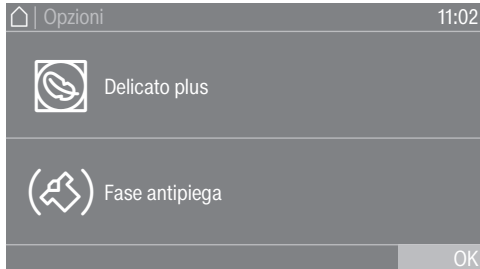 | Opzioni 11:02
Delicato plus
Fase antipiega
OK